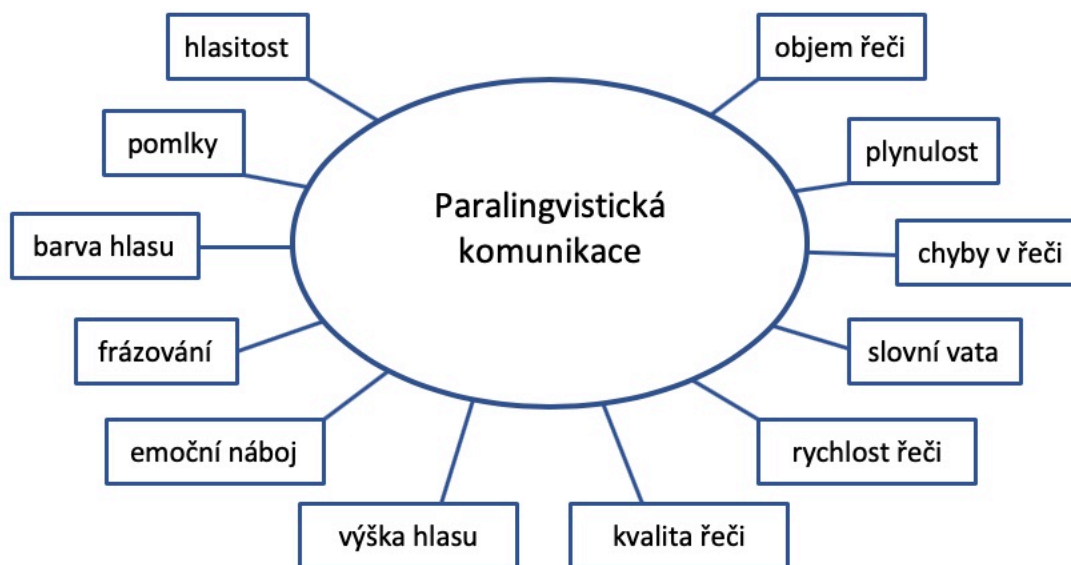 hlasitost
objem řeči
pomlky
plynulost
Paralingvistická
komunikace
barva hlasu
chyby v řeči
frázování
slovní vata
emoční náboj
rychlost řeči
výška hlasu
kvalita řeči